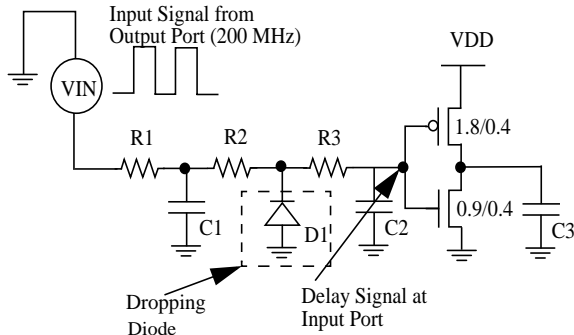 Input Signal from
Output Port (200 MHz)
VDD
VIN
R1
R2
R3
1.8/0.4
C1
D1
C2
0.9/0.4
C3
Dropping
Diode
Delay Signal at
Input Port